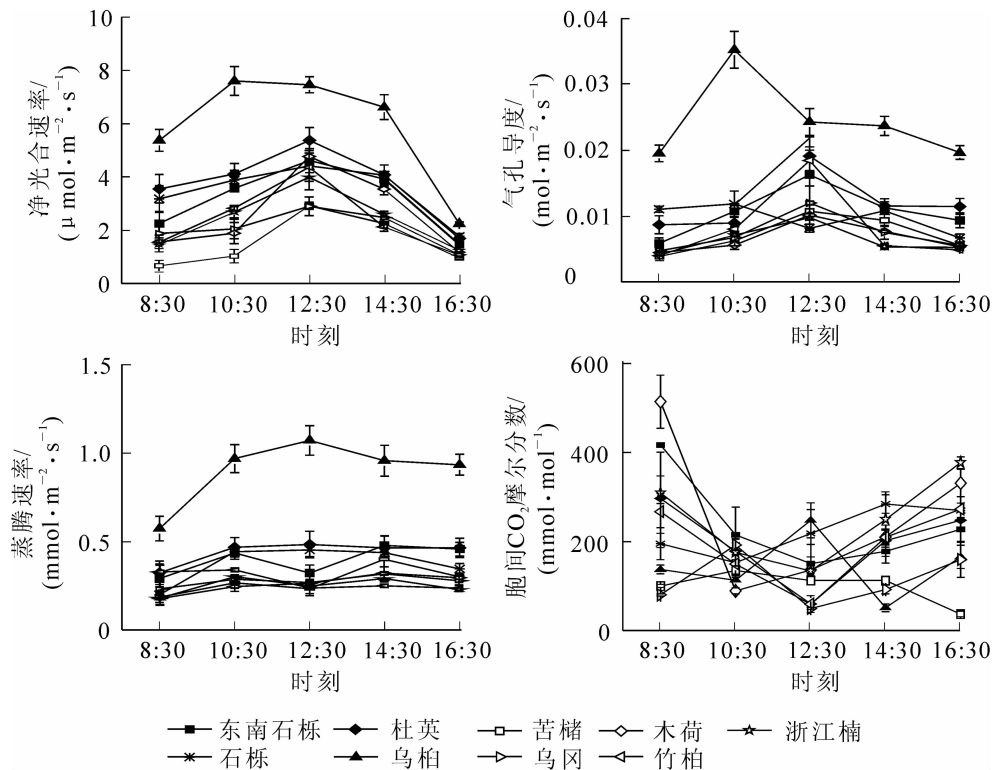 净光合速率/
(μ mol·m⁻²·s⁻¹)
10
8
6
4
2
0
8:30 10:30 12:30 14:30 16:30
时刻
气孔导度/
(mol·m⁻²·s⁻¹)
0.04
0.03
0.02
0.01
0
8:30 10:30 12:30 14:30 16:30
时刻
蒸腾速率/
(mmol·m⁻²·s⁻¹)
1.5
1.0
0.5
0
8:30 10:30 12:30 14:30 16:30
时刻
胞间CO₂摩尔分数/
(mmol·mol⁻¹)
600
400
200
0
8:30 10:30 12:30 14:30 16:30
时刻
东南石栎 杜英 苦槠 木荷 浙江楠
石栎 乌桕 乌冈 竹柏